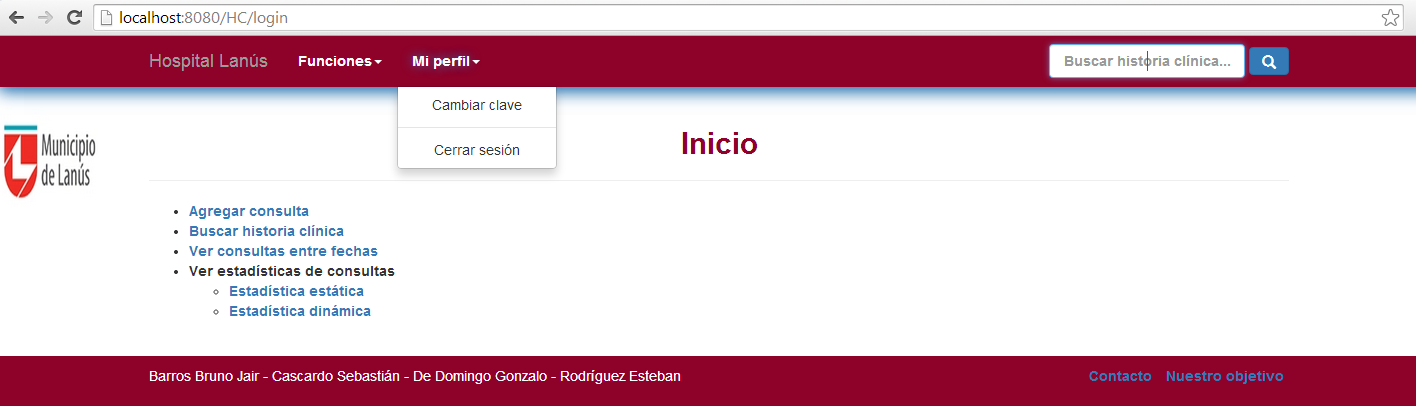 localhost:8080/HC/login
Hospital Lanús Funciones Mi perfil Buscar historia clínica...
Cambiar clave
Cerrar sesión
Municipio
de Lanús
Inicio
Agregar consulta
Buscar historia clínica
Ver consultas entre fechas
Ver estadísticas de consultas
Estadística estática
Estadística dinámica
Barros Bruno Jair - Cascardo Sebastián - De Domingo Gonzalo - Rodríguez Esteban Contacto Nuestro objetivo